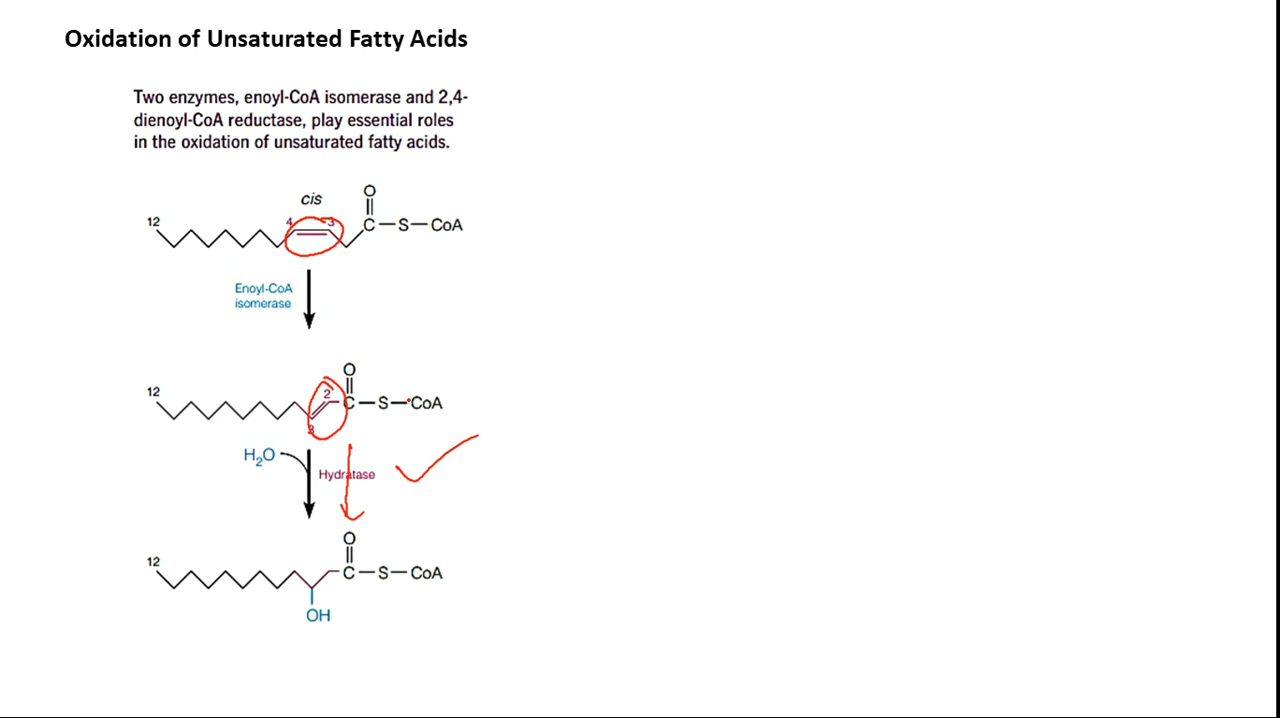 Oxidation of Unsaturated Fatty Acids
Two enzymes, enoyl-CoA isomerase and 2,4-
dienoyl-CoA reductase, play essential roles
in the oxidation of unsaturated fatty acids.
cis
O
12
4
3
C–S–CoA
Enoyl-CoA
isomerase
O
12
2
C–S–CoA
3
H₂O
Hydratase
O
12
C–S–CoA
OH